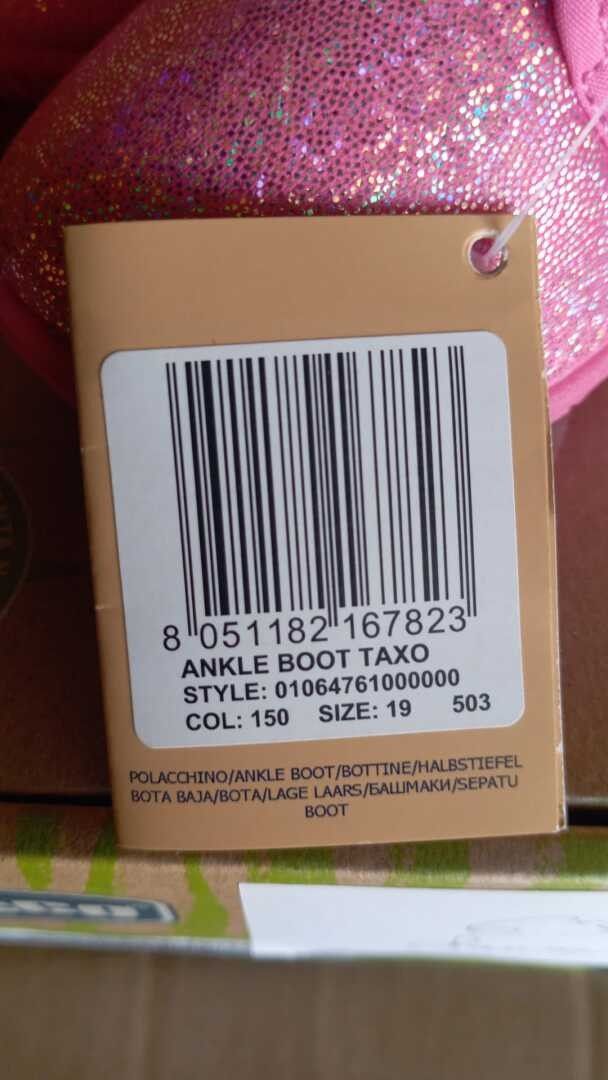 8 051182 167823
ANKLE BOOT TAXO
STYLE: 01064761000000
COL: 150 SIZE: 19 503
POLACCHINO/ANKLE BOOT/BOTTINE/HALBSTIEFEL
BOTA BAJA/BOTA/LAGE LAARS/БАШМАКИ/SEPATU
BOOT